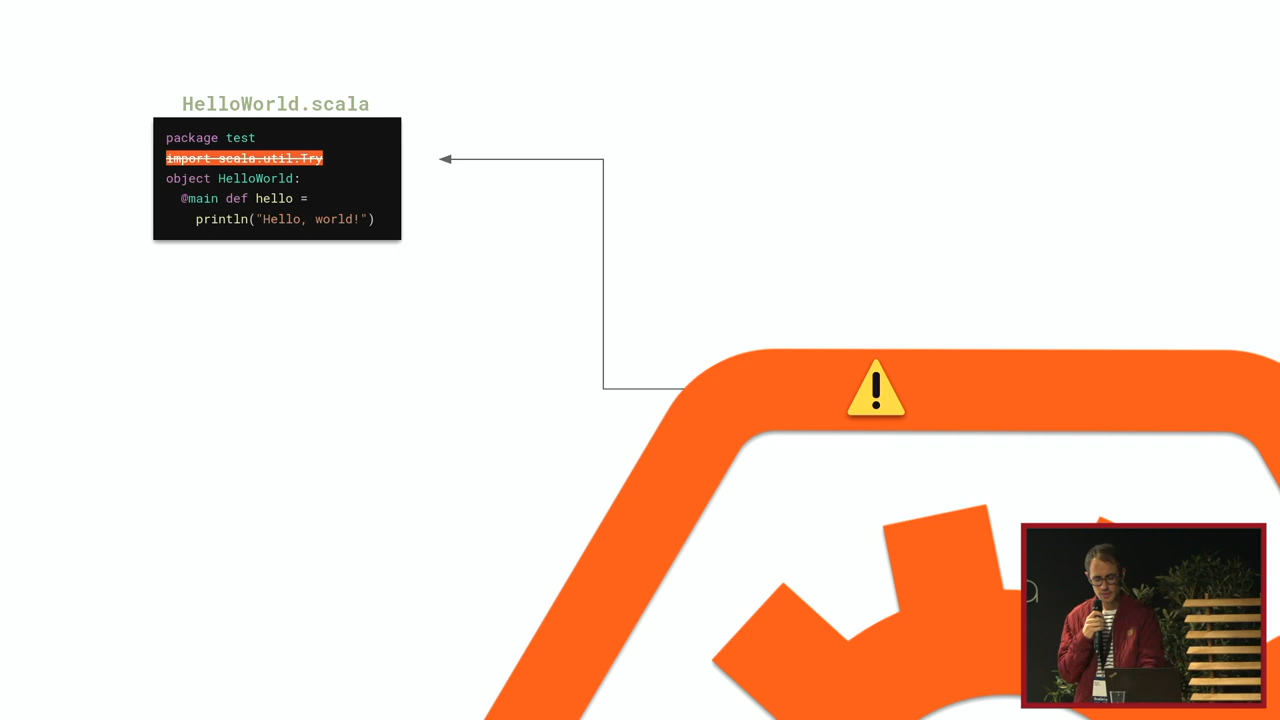 HelloWorld.scala
package test
import scala.util.Try
object HelloWorld:
@main def hello =
println("Hello, world!")